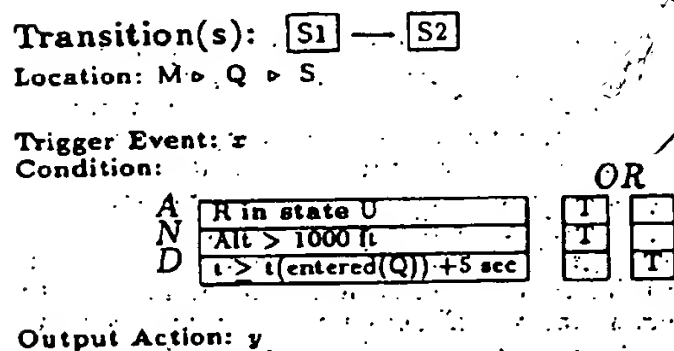 Transition(s): S1 — S2
Location: M ▹ Q ▹ S
Trigger Event: x
Condition:
OR
A R in state U T .
N Alt > 1000 ft T .
D t > t(entered(Q)) +5 sec . T
Output Action: y